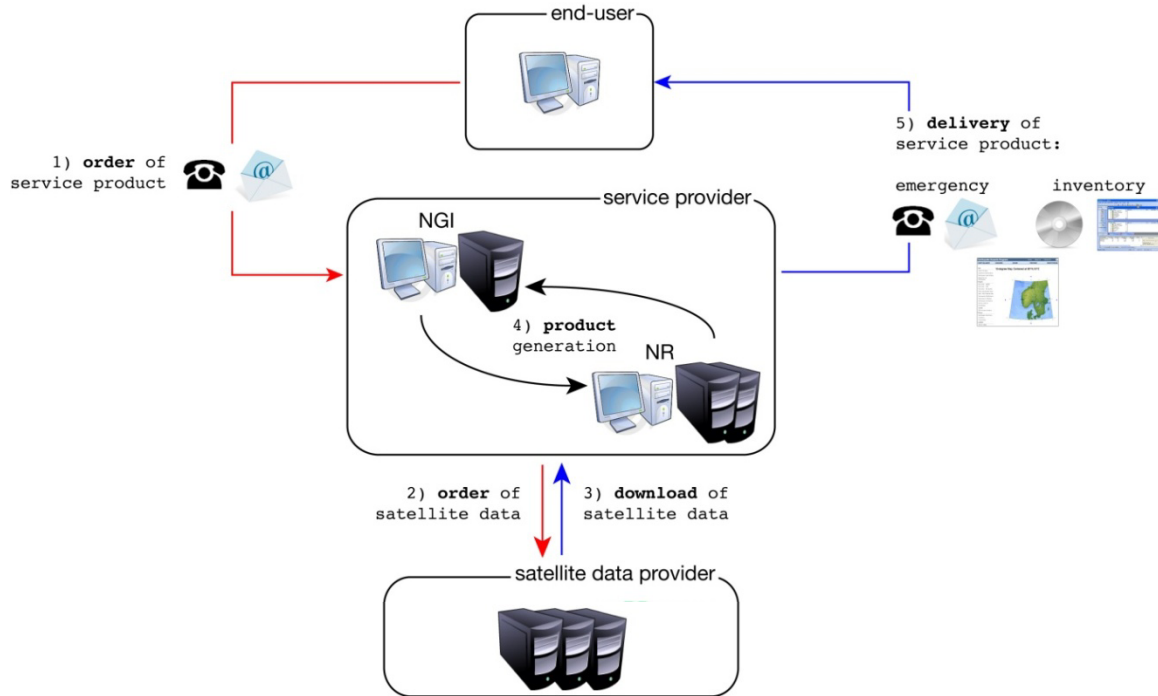 end-user
1) order of
service product
@
5) delivery of
service product:
emergency
inventory
@
service provider
NGI
4) product
generation
NR
2) order of
satellite data
3) download of
satellite data
satellite data provider